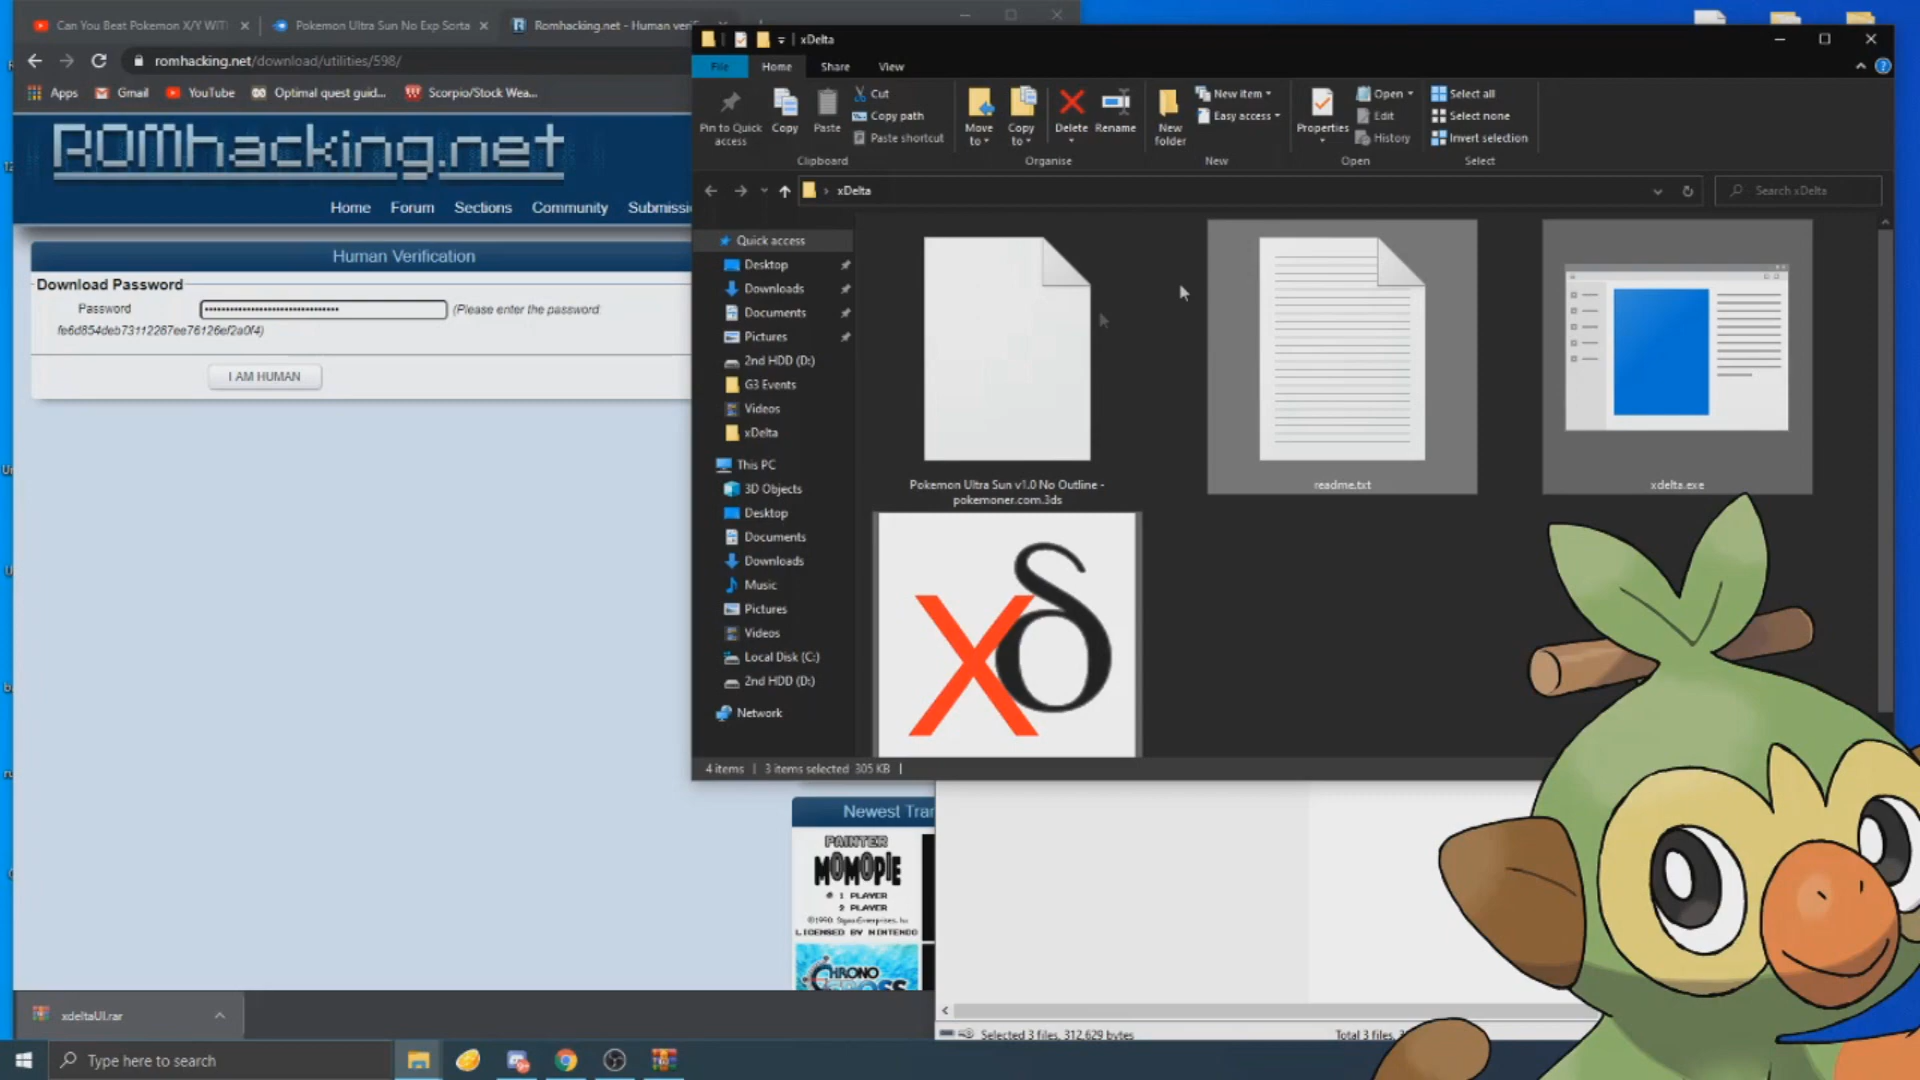 Can You Beat Pokemon X/Y WIT
Pokemon Ultra Sun No Exp Sorta
Romhacking.net - Human veri
romhacking.net/download/utilities/598/
Apps
Gmail
YouTube
Optimal quest guid...
Scorpio/Stock Wea...
ROMhacking.net
Home
Forum
Sections
Community
Submissi
Human Verification
Download Password
Password
••••••••••••••••••••••••••••••••
(Please enter the password:
fe6d854deb73112267ee76126ef2a0f4)
I AM HUMAN
Newest Tran
PAINTER
MOMOPIE
1 PLAYER
2 PLAYER
LICENSED BY NINTENDO
CHRONO
CROSS
xdeltaUI.rar
xDelta
File
Home
Share
View
Pin to Quick
access
Copy
Paste
Cut
Copy path
Paste shortcut
Clipboard
Move
to
Copy
to
Delete
Rename
Organise
New
folder
New item
Easy access
New
Properties
Open
Edit
History
Open
Select all
Select none
Invert selection
Select
xDelta
Search xDelta
Quick access
Desktop
Downloads
Documents
Pictures
2nd HDD (D:)
G3 Events
Videos
xDelta
This PC
3D Objects
Desktop
Documents
Downloads
Music
Pictures
Videos
Local Disk (C:)
2nd HDD (D:)
Network
Pokemon Ultra Sun v1.0 No Outline -
pokemoner.com.3ds
readme.txt
xdelta.exe
xδ
4 items
3 items selected 305 KB
Selected 3 files, 312,629 bytes
Total 3 files,
Type here to search